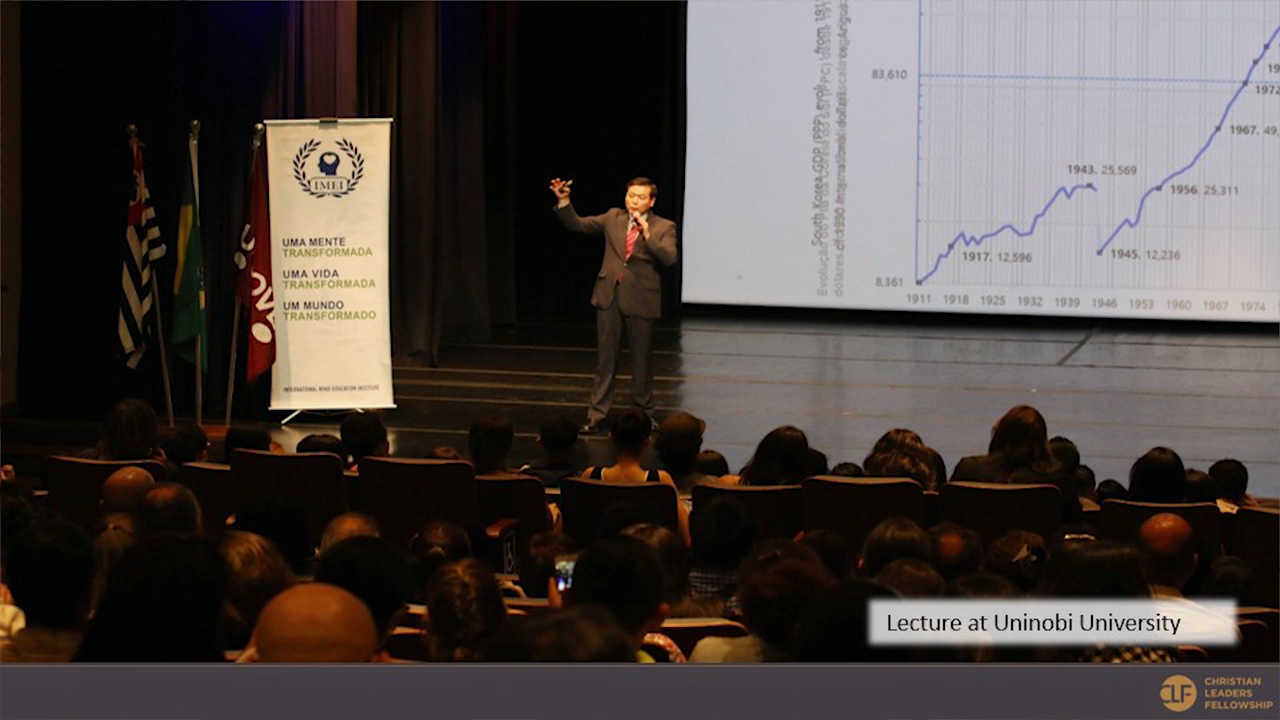 IMEI
UMA MENTE
TRANSFORMADA
UMA VIDA
TRANSFORMADA
UM MUNDO
TRANSFORMADO
INTERNATIONAL MIND EDUCATION INSTITUTE
83,610
8,361
1943. 25,569
1917. 12,596
1945. 12,236
1956. 25,311
1967. 49,
1972
19
1911 1918 1925 1932 1939 1946 1953 1960 1967 1974
Lecture at Uninobi University
CLF
CHRISTIAN
LEADERS
FELLOWSHIP